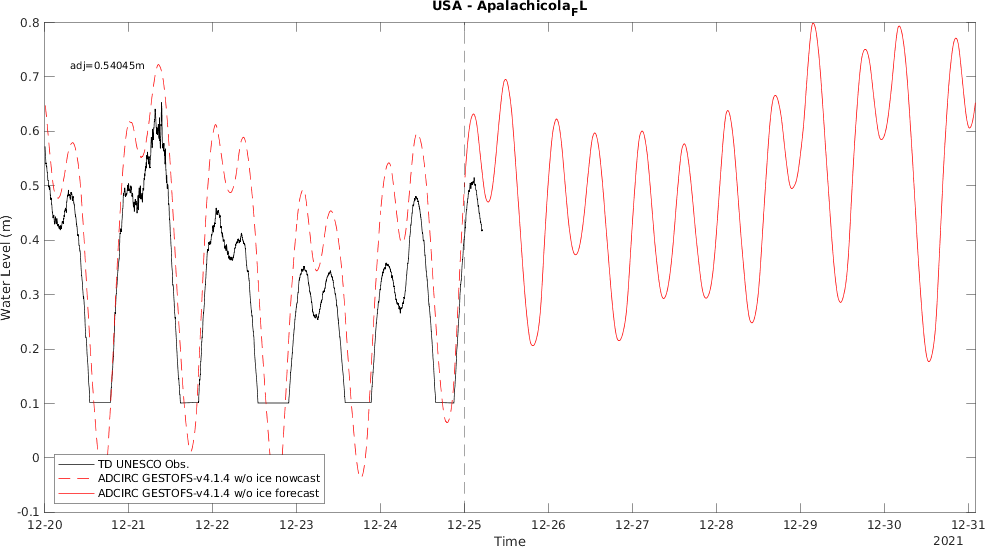 USA - Apalachicola_FL
adj=0.54045m
Water Level (m)
0.8
0.7
0.6
0.5
0.4
0.3
0.2
0.1
0
-0.1
TD UNESCO Obs.
ADCIRC GESTOFS-v4.1.4 w/o ice nowcast
ADCIRC GESTOFS-v4.1.4 w/o ice forecast
12-20 12-21 12-22 12-23 12-24 12-25 12-26 12-27 12-28 12-29 12-30 12-31
Time
2021